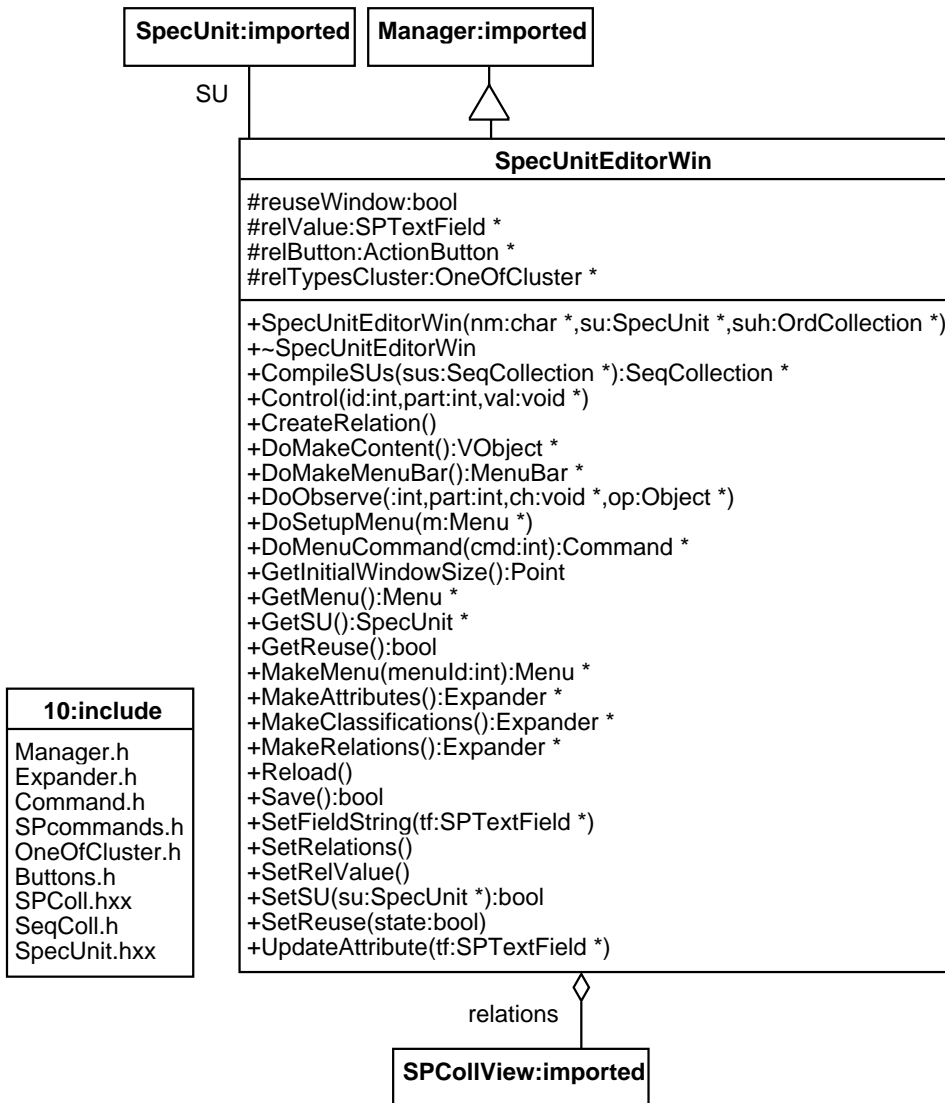 SpecUnit:imported
Manager:imported
SU
SpecUnitEditorWin
#reuseWindow:bool
#relValue:SPTextField *
#relButton:ActionButton *
#relTypesCluster:OneOfCluster *
+SpecUnitEditorWin(nm:char *,su:SpecUnit *,suh:OrdCollection *)
+~SpecUnitEditorWin
+CompileSUs(sus:SeqCollection *):SeqCollection *
+Control(id:int,part:int,val:void *)
+CreateRelation()
+DoMakeContent():VObject *
+DoMakeMenuBar():MenuBar *
+DoObserve(:int,part:int,ch:void *,op:Object *)
+DoSetupMenu(m:Menu *)
+DoMenuCommand(cmd:int):Command *
+GetInitialWindowSize():Point
+GetMenu():Menu *
+GetSU():SpecUnit *
+GetReuse():bool
+MakeMenu(menuId:int):Menu *
+MakeAttributes():Expander *
+MakeClassifications():Expander *
+MakeRelations():Expander *
+Reload()
+Save():bool
+SetFieldString(tf:SPTextField *)
+SetRelations()
+SetRelValue()
+SetSU(su:SpecUnit *):bool
+SetReuse(state:bool)
+UpdateAttribute(tf:SPTextField *)
10:include
Manager.h
Expander.h
Command.h
SPcommands.h
OneOfCluster.h
Buttons.h
SPColl.hxx
SeqColl.h
SpecUnit.hxx
relations
SPCollView:imported